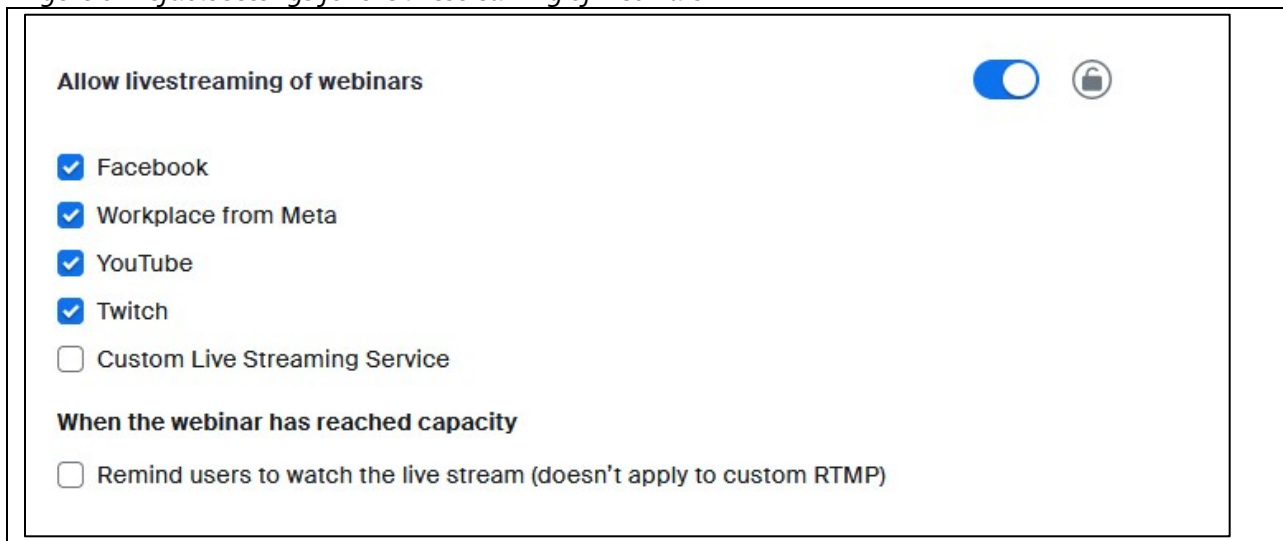 Allow livestreaming of webinars
Facebook
Workplace from Meta
YouTube
Twitch
Custom Live Streaming Service
When the webinar has reached capacity
Remind users to watch the live stream (doesn't apply to custom RTMP)